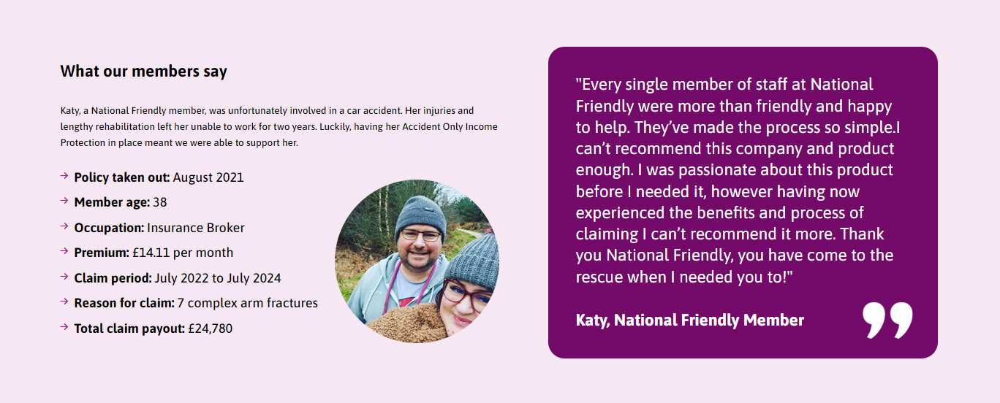 What our members say
Katy, a National Friendly member, was unfortunately involved in a car accident. Her injuries and
lengthy rehabilitation left her unable to work for two years. Luckily, having her Accident Only Income
Protection in place meant we were able to support her.
→ Policy taken out: August 2021
→ Member age: 38
→ Occupation: Insurance Broker
→ Premium: £14.11 per month
→ Claim period: July 2022 to July 2024
→ Reason for claim: 7 complex arm fractures
→ Total claim payout: £24,780
"Every single member of staff at National
Friendly were more than friendly and happy
to help. They’ve made the process so simple.I
can’t recommend this company and product
enough. I was passionate about this product
before I needed it, however having now
experienced the benefits and process of
claiming I can’t recommend it more. Thank
you National Friendly, you have come to the
rescue when I needed you to!"
Katy, National Friendly Member
”